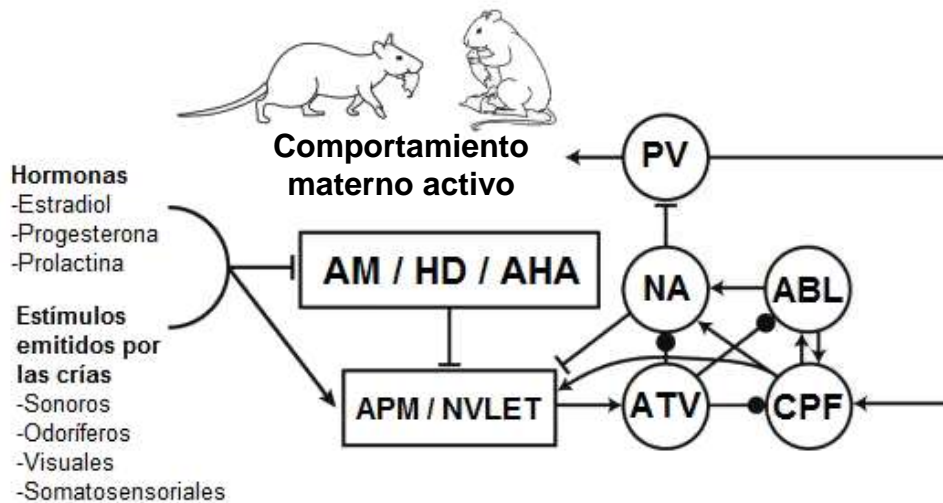 Comportamiento
materno activo
Hormonas
-Estradiol
-Progesterona
-Prolactina
Estímulos
emitidos por
las crías
-Sonoros
-Odoríferos
-Visuales
-Somatosensoriales
AM / HD / AHA
APM / NVLET
PV
NA
ABL
ATV
CPF